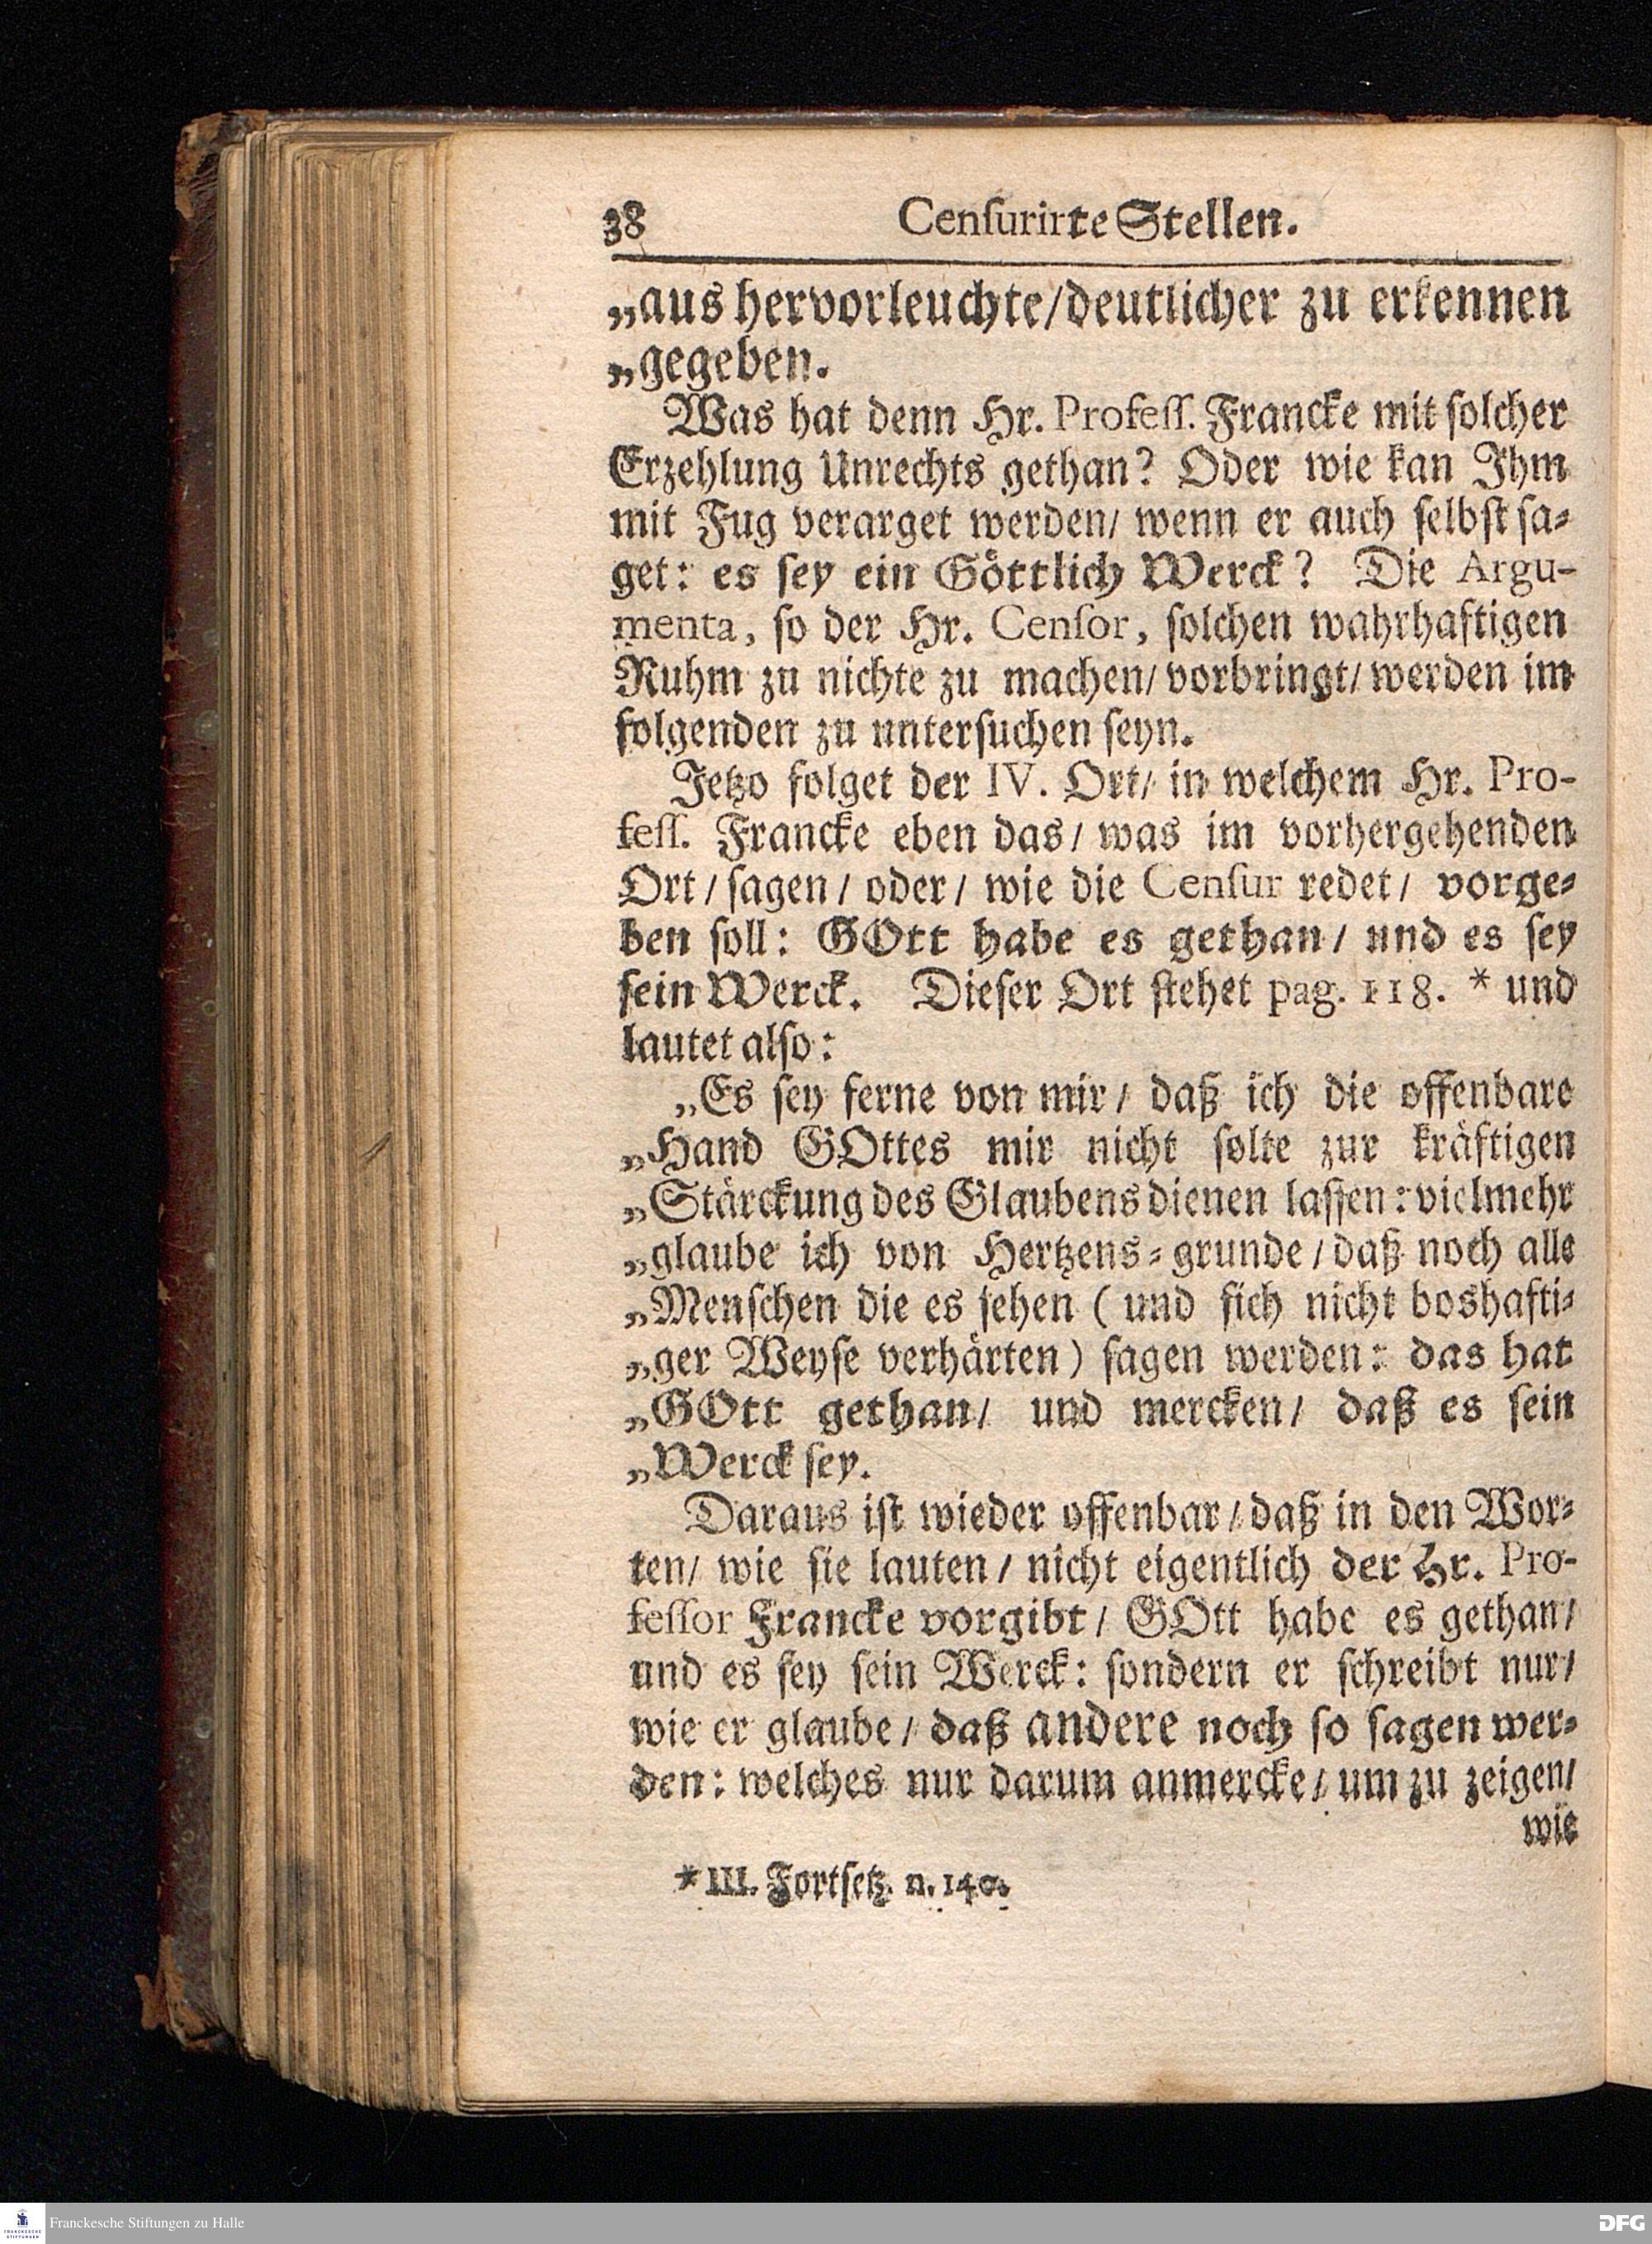 38 Cenſurirte Stellen.
„aus hervorleuchte/deutlicher zu erkennen
„gegeben.
Was hat denn Hr. Profeſſ. Francke mit ſolcher
Erzehlung Unrechts gethan? Oder wie kan Ihm
mit Fug verarget werden/ wenn er auch ſelbſt ſa⸗
get: es ſey ein Göttlich Werck? Die Argu-
menta, ſo der Hr. Cenſor, ſolchen wahrhaftigen
Ruhm zu nichte zu machen/ vorbringt/ werden im
folgenden zu unterſuchen ſeyn.
Jetzo folget der IV. Ort/ in welchem Hr. Pro-
feſſ. Francke eben das/ was im vorhergehenden
Ort/ ſagen/ oder/ wie die Cenſur redet/ vorge⸗
ben ſoll: GOtt habe es gethan/ und es ſey
ſein Werck. Dieſer Ort ſtehet pag. 118. * und
lautet alſo:
„Es ſey ferne von mir/ daß ich die offenbare
„Hand GOttes mir nicht ſolte zur kräftigen
„Stärckung des Glaubens dienen laſſen: vielmehr
„glaube ich von Hertzens⸗grunde/ daß noch alle
„Menſchen die es ſehen ( und ſich nicht boshafti⸗
„ger Weyſe verhärten) ſagen werden: das hat
„GOtt gethan/ und mercken/ daß es ſein
„Werck ſey.
Daraus iſt wieder offenbar/ daß in den Wor⸗
ten/ wie ſie lauten/ nicht eigentlich der Hr. Pro-
feſſor Francke vorgibt/ GOtt habe es gethan/
und es ſey ſein Werck: ſondern er ſchreibt nur/
wie er glaube/ daß andere noch ſo ſagen wer⸗
den: welches nur darum anmercke/ um zu zeigen/
wie
* III. Fortſetz. n. 140.
FRANCKESCHE STIFTUNGEN
Franckesche Stiftungen zu Halle
DFG